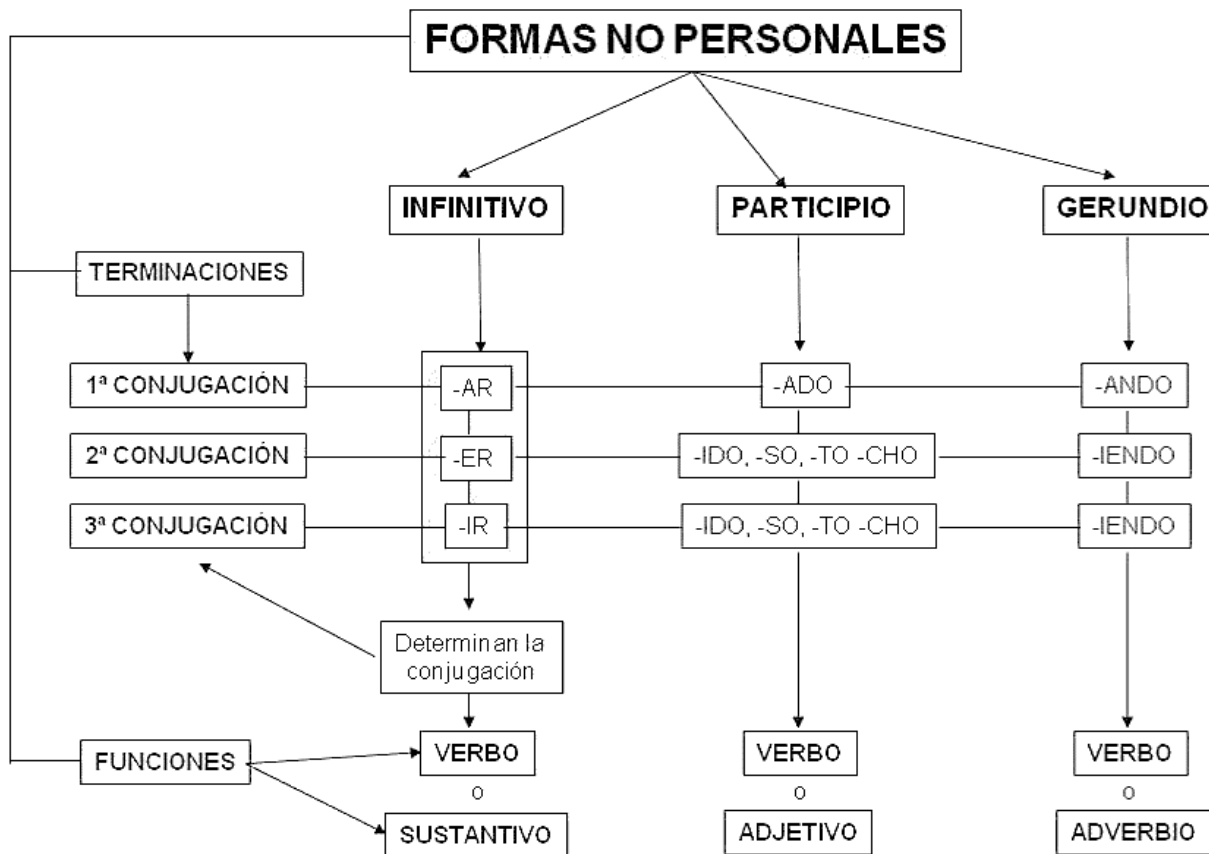 FORMAS NO PERSONALES
INFINITIVO
PARTICIPIO
GERUNDIO
TERMINACIONES
1ª CONJUGACIÓN
-AR
-ADO
-ANDO
2ª CONJUGACIÓN
-ER
-IDO, -SO, -TO -CHO
-IENDO
3ª CONJUGACIÓN
-IR
-IDO, -SO, -TO -CHO
-IENDO
Determinan la
conjugación
FUNCIONES
VERBO
o
SUSTANTIVO
VERBO
o
ADJETIVO
VERBO
o
ADVERBIO